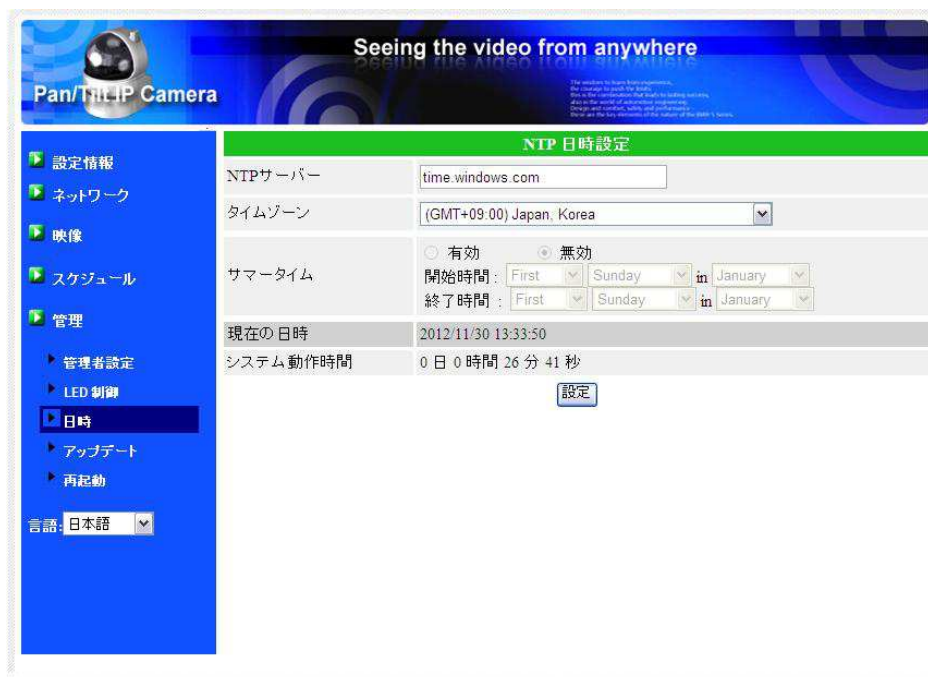 Seeing the video from anywhere
Pan/Tilt IP Camera
設定情報
ネットワーク
映像
スケジュール
管理
管理者設定
LED 制御
日時
アップデート
再起動
言語: 日本語
NTP 日時設定
NTPサーバー time.windows.com
タイムゾーン (GMT+09:00) Japan, Korea
サマータイム
有効 無効
開始時間 : First Sunday in January
終了時間 : First Sunday in January
現在の日時 2012/11/30 13:33:50
システム動作時間 0 日 0 時間 26 分 41 秒
設定